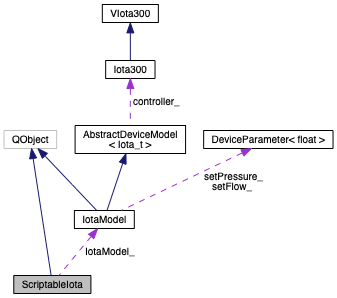 VIota300
Iota300
controller_
QObject
AbstractDeviceModel
< Iota_t >
DeviceParameter< float >
setPressure_
setFlow_
IotaModel
IotaModel_
ScriptableIota